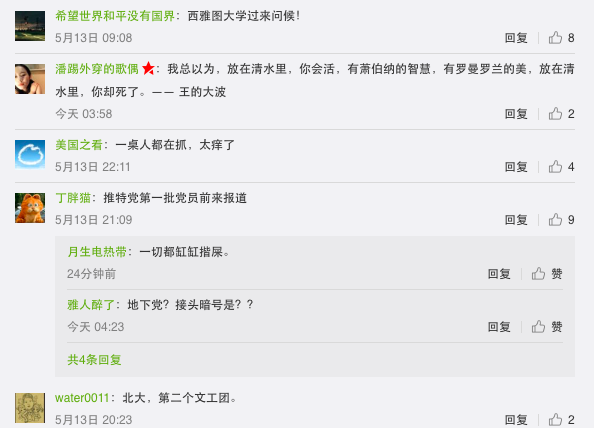 希望世界和平没有国界：西雅图大学过来问候！
5月13日 09:08 回复 8
潘踢外穿的歌偶：我总以为，放在清水里，你会活，有萧伯纳的智慧，有罗曼罗兰的美，放在清
水里，你却死了。—— 王的大波
今天 03:58 回复 2
美国之看：一桌人都在抓，太痒了
5月13日 22:11 回复 4
丁胖猫：推特党第一批党员前来报道
5月13日 21:09 回复 9
月生电热带：一切都缸缸揩屎。
24分钟前 回复 赞
雅人醉了：地下党？接头暗号是？？
今天 04:23 回复 赞
共4条回复
water0011：北大，第二个文工团。
5月13日 20:23 回复 2